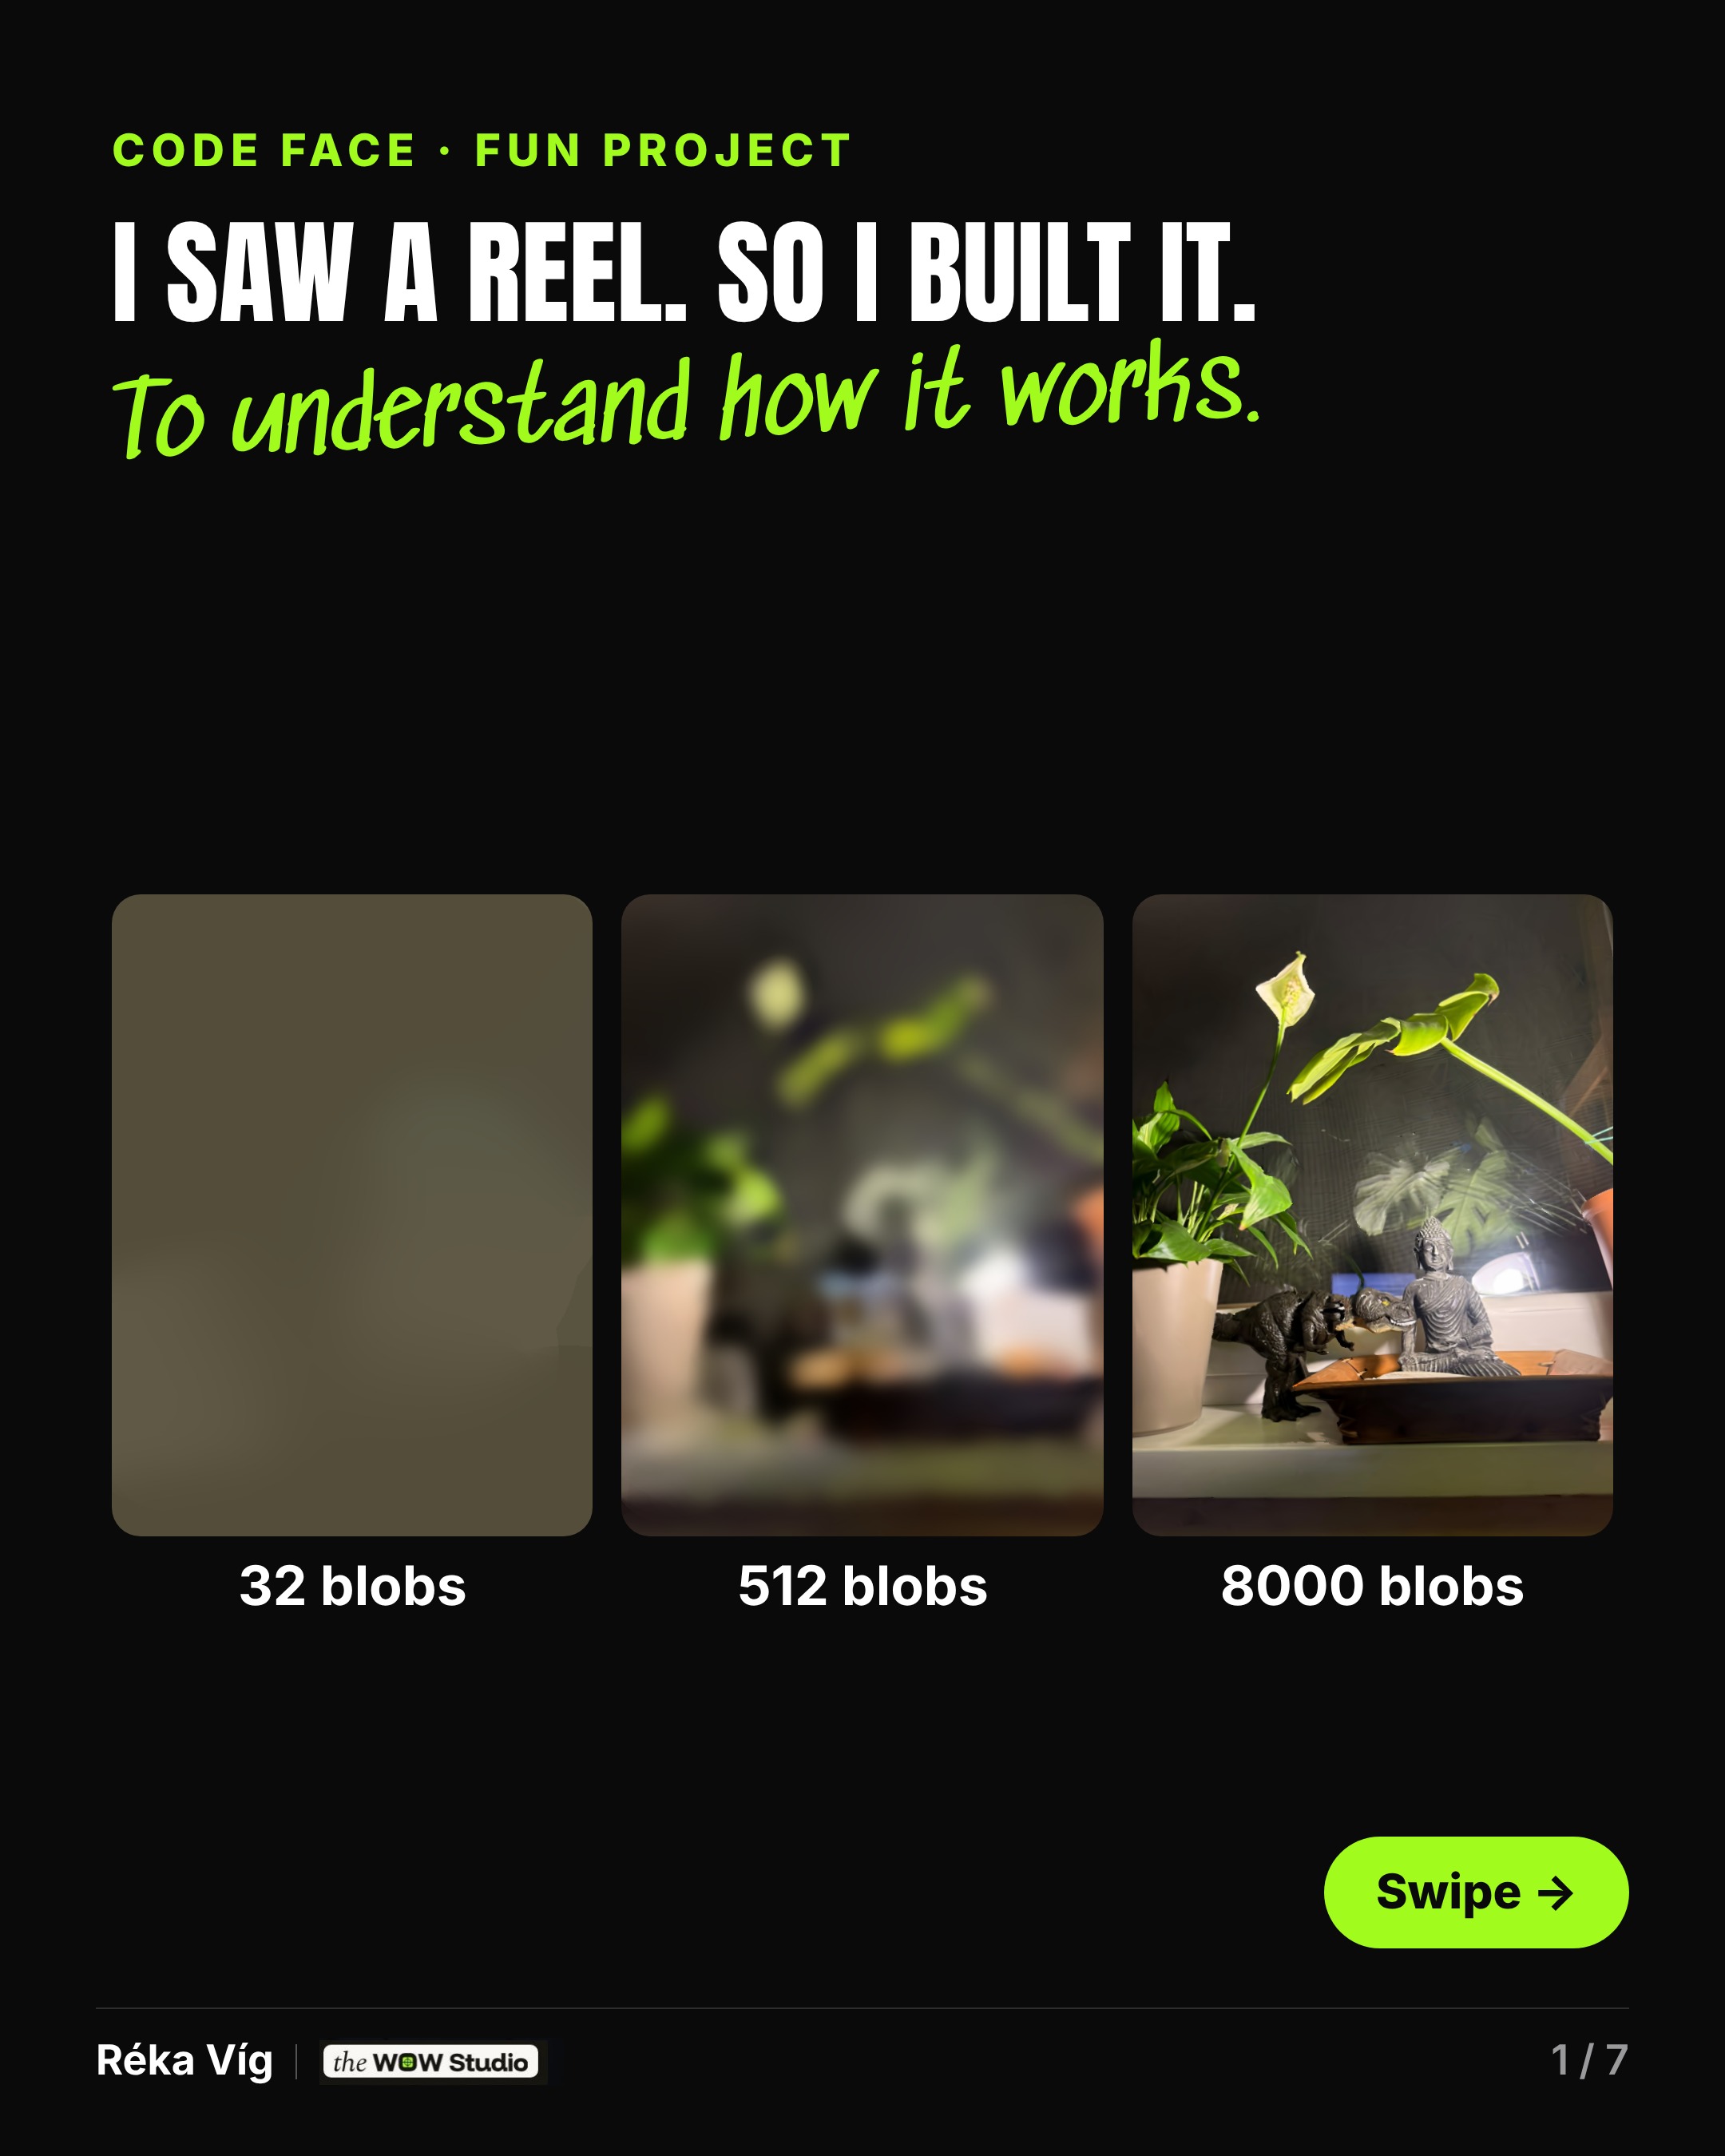 CODE FACE · FUN PROJECT
I SAW A REEL. SO I BUILT IT.
To understand how it works.
32 blobs
512 blobs
8000 blobs
Swipe →
Réka Víg
the WOW Studio
1 / 7